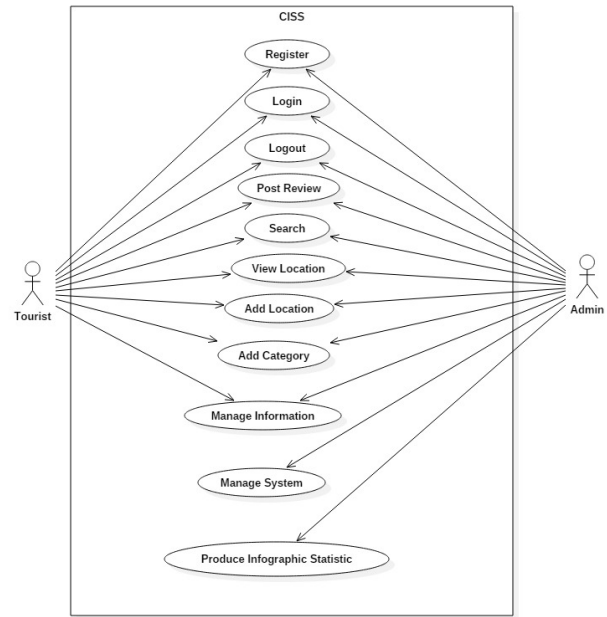 CISS
Register
Login
Logout
Post Review
Search
View Location
Add Location
Add Category
Manage Information
Manage System
Produce Infographic Statistic
Tourist
Admin